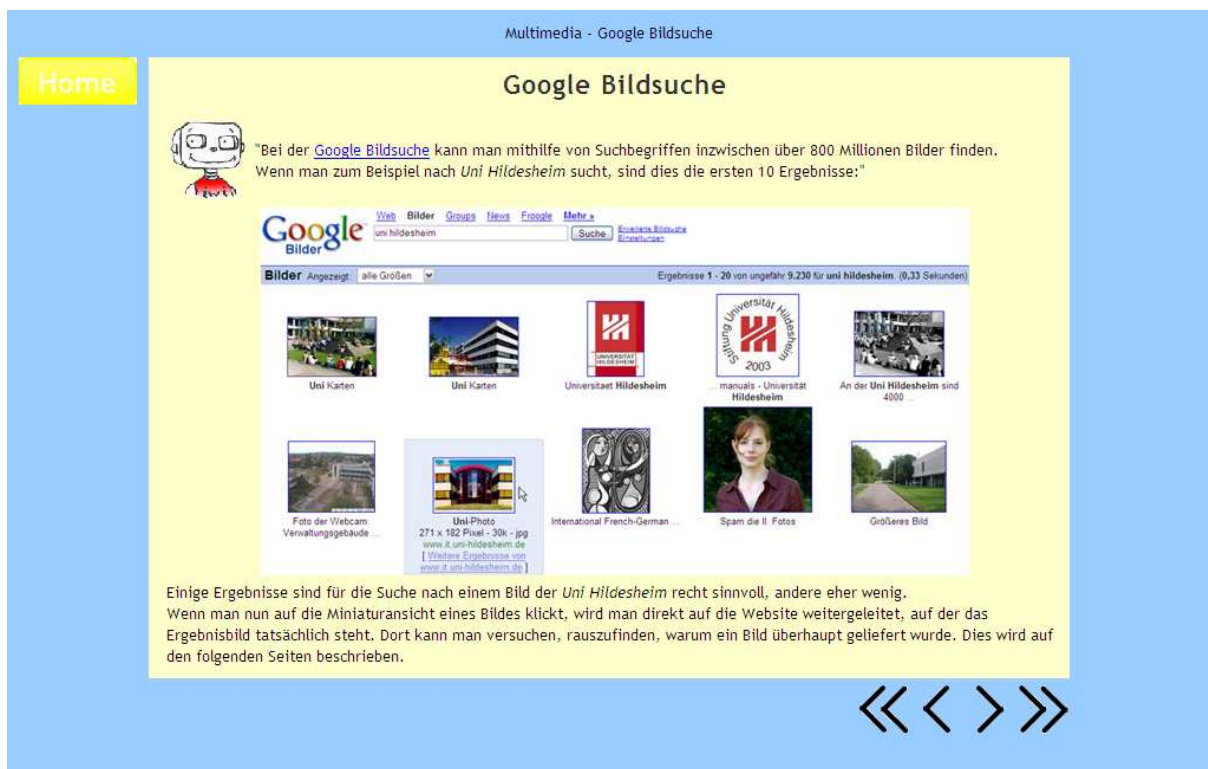 Multimedia - Google Bildsuche
Home
Google Bildsuche
"Bei der Google Bildsuche kann man mithilfe von Suchbegriffen inzwischen über 800 Millionen Bilder finden.
Wenn man zum Beispiel nach Uni Hildesheim sucht, sind dies die ersten 10 Ergebnisse:"
Web Bilder Groups News Froogle Mehr »
Google
Bilder
uni hildesheim
Suche
Erweiterte Bildsuche
Einstellungen
Bilder Angezeigt: alle Größen
Ergebnisse 1 - 20 von ungefähr 9.230 für uni hildesheim. (0,33 Sekunden)
UNIVERSITÄT
HILDESHEIM
Stiftung Universität Hildesheim
2003
Uni Karten
Uni Karten
Universitaet Hildesheim
... manuals - Universität
Hildesheim
An der Uni Hildesheim sind
4000 ...
Foto der Webcam:
Verwaltungsgebäude ...
Uni-Photo
271 x 182 Pixel - 30k - jpg
www.it.uni-hildesheim.de
[ Weitere Ergebnisse von
www.it.uni-hildesheim.de ]
International French-German ...
Spam die II. Fotos
Größeres Bild
Einige Ergebnisse sind für die Suche nach einem Bild der Uni Hildesheim recht sinnvoll, andere eher wenig.
Wenn man nun auf die Miniaturansicht eines Bildes klickt, wird man direkt auf die Website weitergeleitet, auf der das
Ergebnisbild tatsächlich steht. Dort kann man versuchen, rauszufinden, warum ein Bild überhaupt geliefert wurde. Dies wird auf
den folgenden Seiten beschrieben.